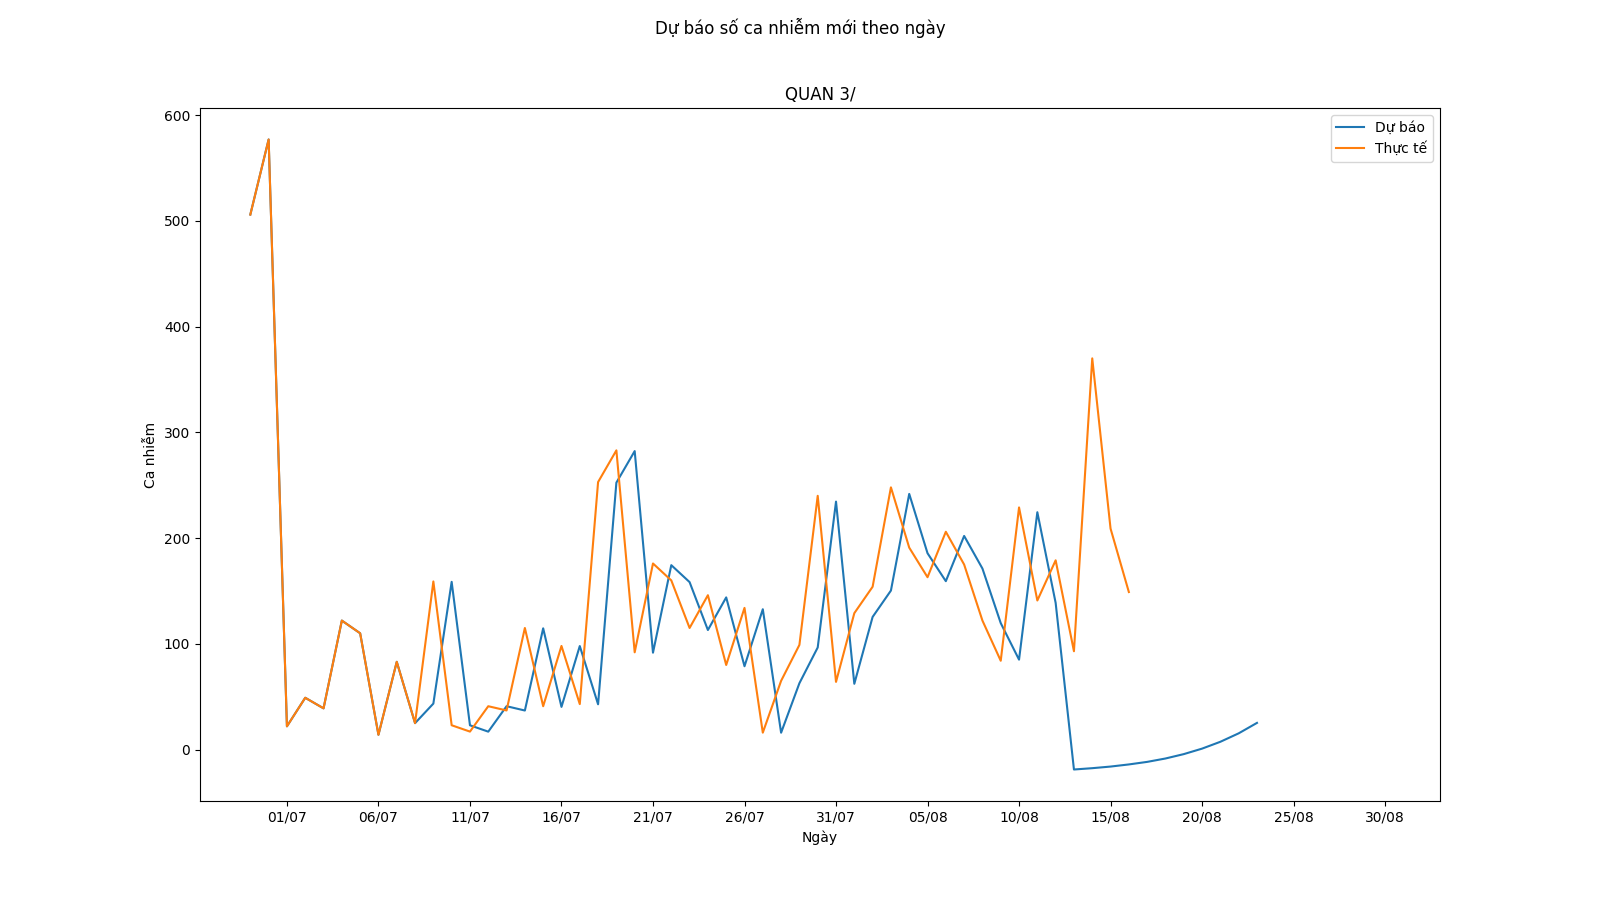 Dự báo số ca nhiễm mới theo ngày
QUAN 3/
600
500
400
300
200
100
0
Ca nhiễm
Dự báo
Thực tế
01/07 06/07 11/07 16/07 21/07 26/07 31/07 05/08 10/08 15/08 20/08 25/08 30/08
Ngày